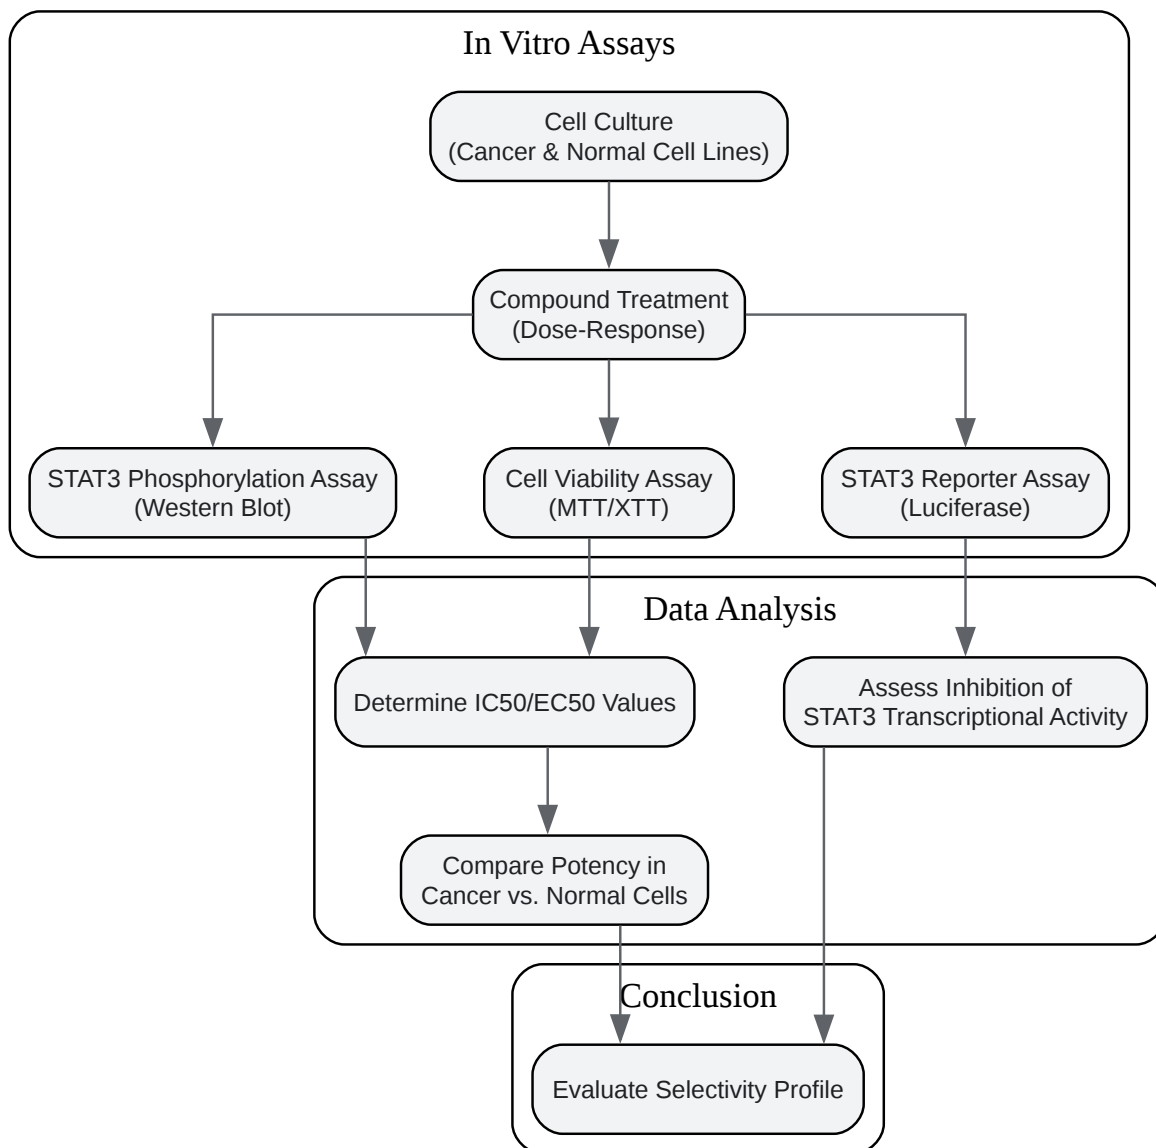 In Vitro Assays
Cell Culture
(Cancer & Normal Cell Lines)
Compound Treatment
(Dose-Response)
STAT3 Phosphorylation Assay
(Western Blot)
Cell Viability Assay
(MTT/XTT)
STAT3 Reporter Assay
(Luciferase)
Data Analysis
Determine IC50/EC50 Values
Assess Inhibition of
STAT3 Transcriptional Activity
Compare Potency in
Cancer vs. Normal Cells
Conclusion
Evaluate Selectivity Profile